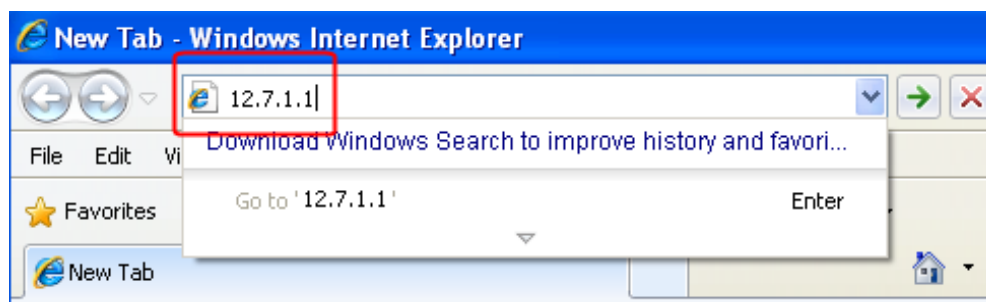 New Tab - Windows Internet Explorer
12.7.1.1
Download Windows Search to improve history and favori...
File Edit Vi
Go to '12.7.1.1' Enter
Favorites
New Tab